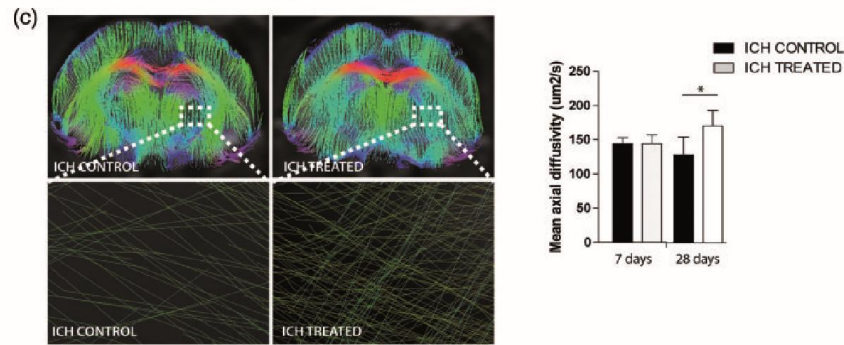 (c)
ICH CONTROL
ICH TREATED
ICH CONTROL
ICH TREATED
ICH CONTROL
ICH TREATED
Mean axial diffusivity (um2/s)
250
200
150
100
50
0
*
7 days
28 days